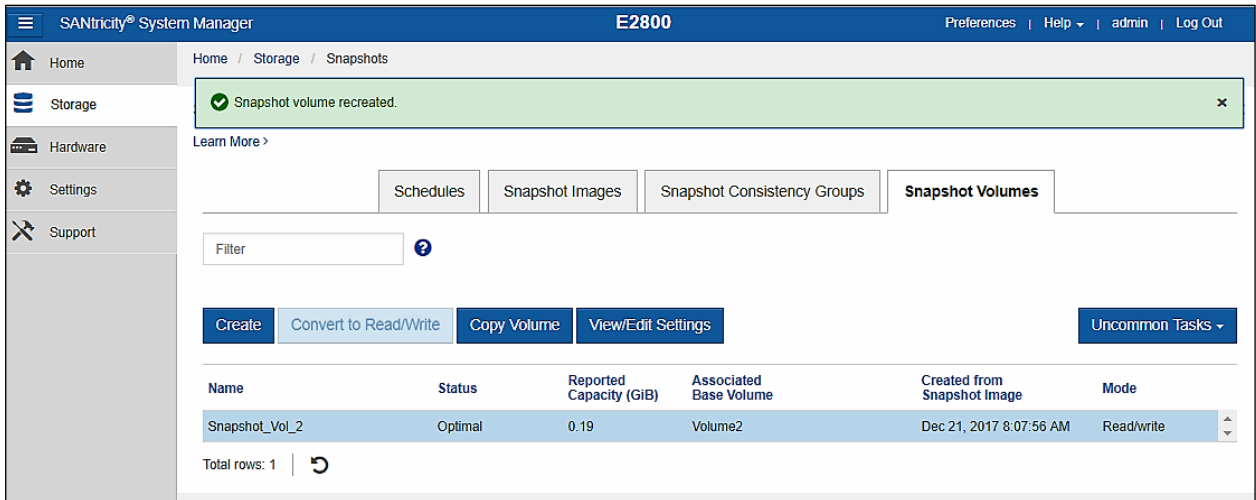 SANtricity® System Manager
E2800
Preferences | Help | admin | Log Out
Home
Storage
Hardware
Settings
Support
Home / Storage / Snapshots
Snapshot volume recreated.
×
Learn More >
Schedules
Snapshot Images
Snapshot Consistency Groups
Snapshot Volumes
Filter
?
Create
Convert to Read/Write
Copy Volume
View/Edit Settings
Uncommon Tasks
Name Status Reported Capacity (GiB) Associated Base Volume Created from Snapshot Image Mode
Snapshot_Vol_2 Optimal 0.19 Volume2 Dec 21, 2017 8:07:56 AM Read/write
Total rows: 1